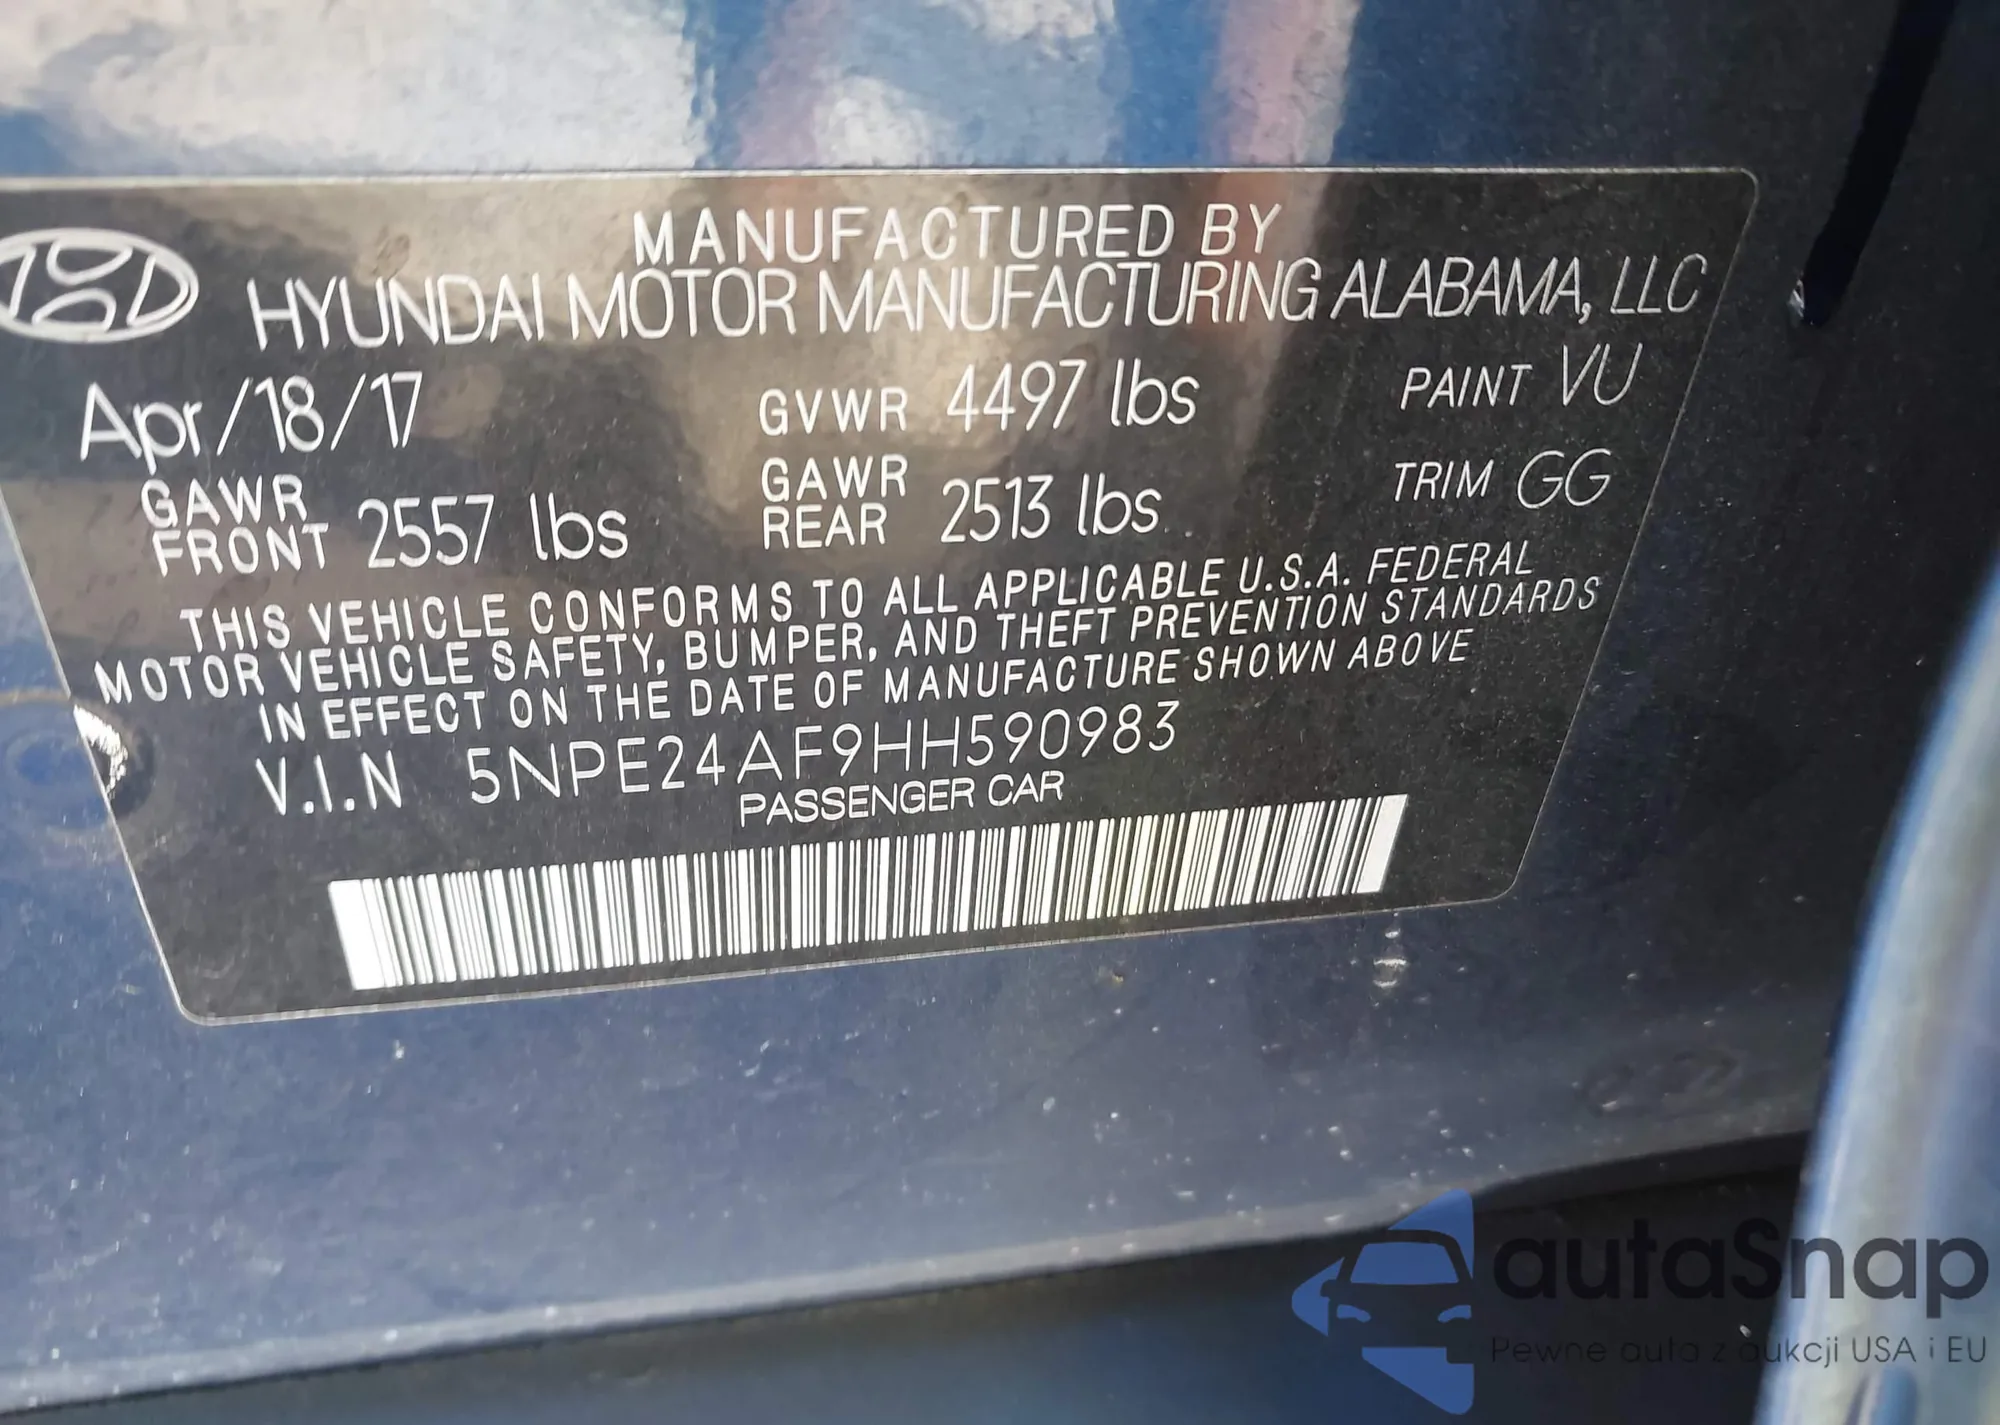 MANUFACTURED BY
HYUNDAI MOTOR MANUFACTURING ALABAMA, LLC
Apr/18/17 GVWR 4497 lbs PAINT VU
GAWR FRONT 2557 lbs GAWR REAR 2513 lbs TRIM GG
THIS VEHICLE CONFORMS TO ALL APPLICABLE U.S.A. FEDERAL
MOTOR VEHICLE SAFETY, BUMPER, AND THEFT PREVENTION STANDARDS
IN EFFECT ON THE DATE OF MANUFACTURE SHOWN ABOVE
V.I.N 5NPE24AF9HH590983
PASSENGER CAR
autaSnap
Pewne auta z aukcji USA i EU